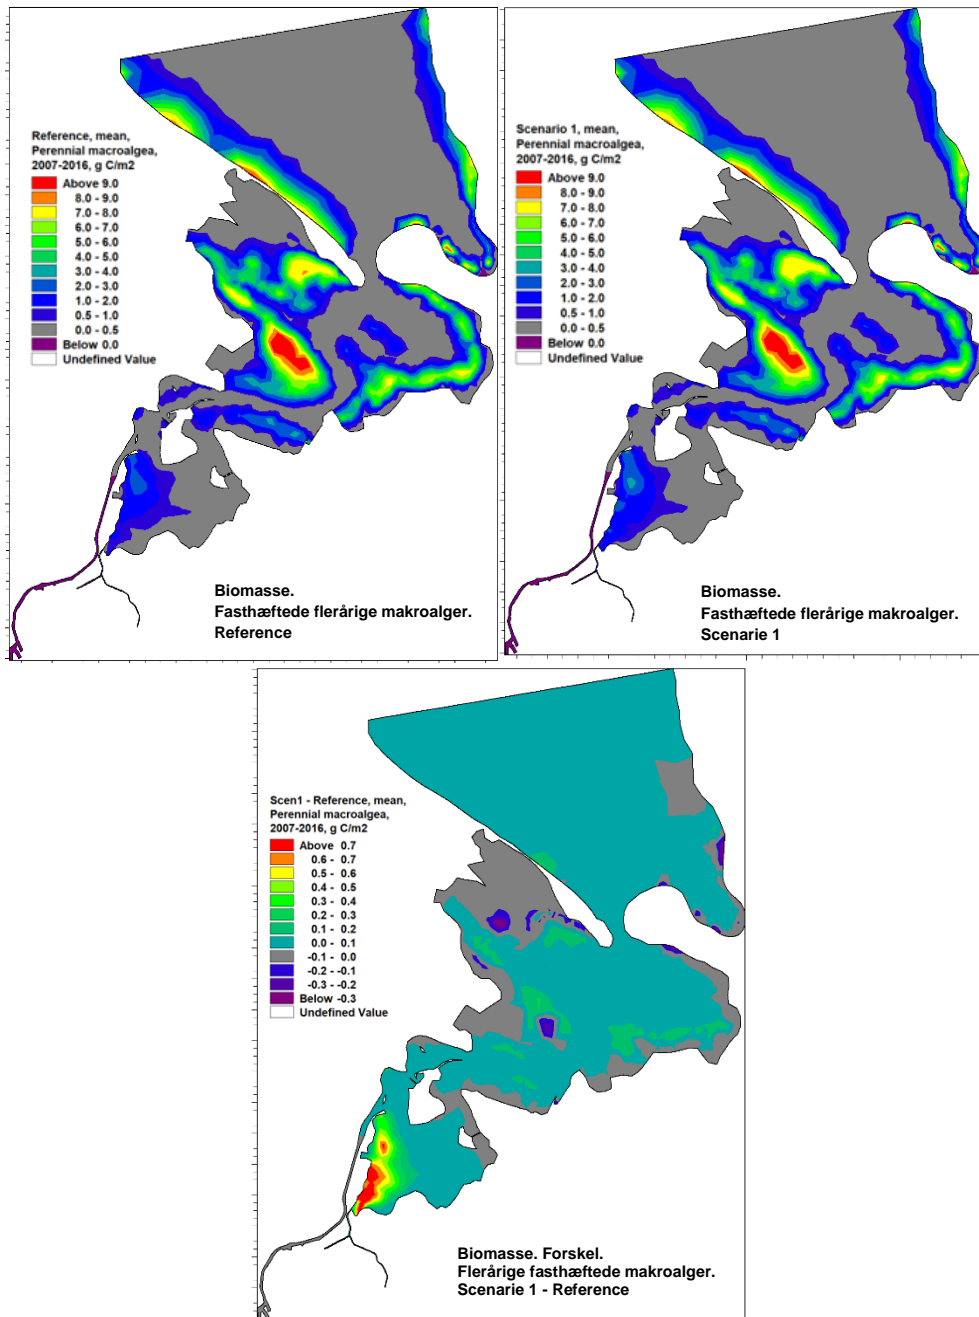 Reference, mean,
Perennial macroalgea,
2007-2016, g C/m2
Above 9.0
8.0 - 9.0
7.0 - 8.0
6.0 - 7.0
5.0 - 6.0
4.0 - 5.0
3.0 - 4.0
2.0 - 3.0
1.0 - 2.0
0.5 - 1.0
0.0 - 0.5
Below 0.0
Undefined Value
Biomasse.
Fasthæftede flerårige makroalger.
Reference
Scenario 1, mean,
Perennial macroalgea,
2007-2016, g C/m2
Above 9.0
8.0 - 9.0
7.0 - 8.0
6.0 - 7.0
5.0 - 6.0
4.0 - 5.0
3.0 - 4.0
2.0 - 3.0
1.0 - 2.0
0.5 - 1.0
0.0 - 0.5
Below 0.0
Undefined Value
Biomasse.
Fasthæftede flerårige makroalger.
Scenarie 1
Scen1 - Reference, mean,
Perennial macroalgea,
2007-2016, g C/m2
Above 0.7
0.6 - 0.7
0.5 - 0.6
0.4 - 0.5
0.3 - 0.4
0.2 - 0.3
0.1 - 0.2
0.0 - 0.1
-0.1 - 0.0
-0.2 - -0.1
-0.3 - -0.2
Below -0.3
Undefined Value
Biomasse. Forskel.
Flerårige fasthæftede makroalger.
Scenarie 1 - Reference